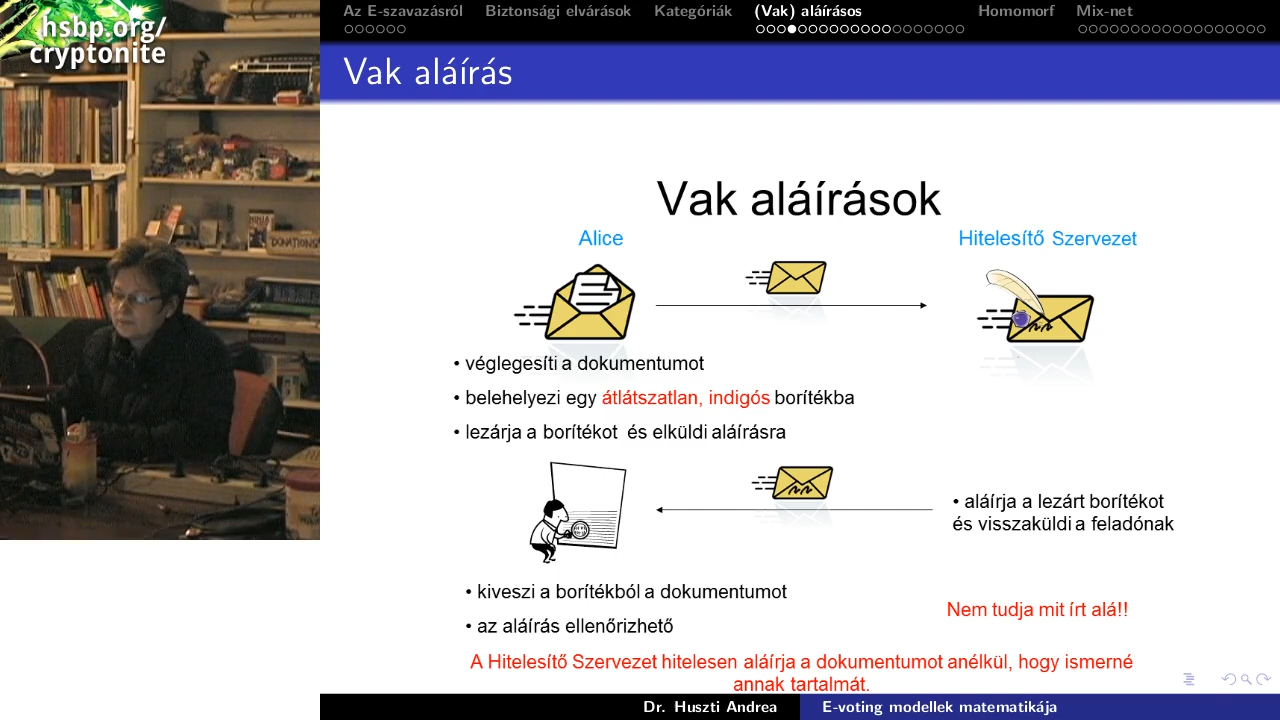 hsbp.org/
cryptonite
NINJA
DONATIONS
Az E-szavazásról Biztonsági elvárások Kategóriák (Vak) aláírásos Homomorf Mix-net
Vak aláírás
Vak aláírások
Alice
Hitelesítő Szervezet
• véglegesíti a dokumentumot
• belehelyezi egy átlátszatlan, indigós borítékba
• lezárja a borítékot és elküldi aláírásra
• aláírja a lezárt borítékot
és visszaküldi a feladónak
• kiveszi a borítékból a dokumentumot
• az aláírás ellenőrizhető
Nem tudja mit írt alá!!
A Hitelesítő Szervezet hitelesen aláírja a dokumentumot anélkül, hogy ismerné
annak tartalmát.
Dr. Huszti Andrea
E-voting modellek matematikája